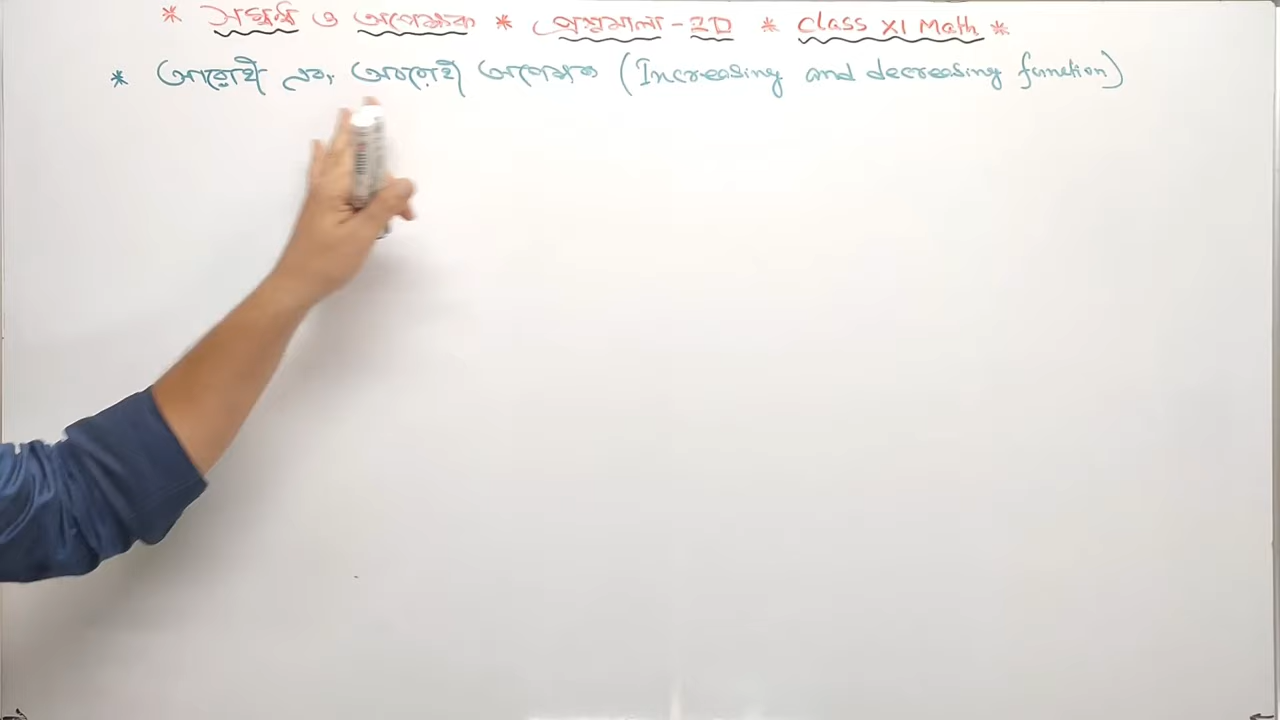 * সম্বন্ধ ও অপেক্ষক * প্রশ্নমালা - 2D * Class XI Math *
* আরোহী এবং অবরোহী অপেক্ষক (Increasing and decreasing function)